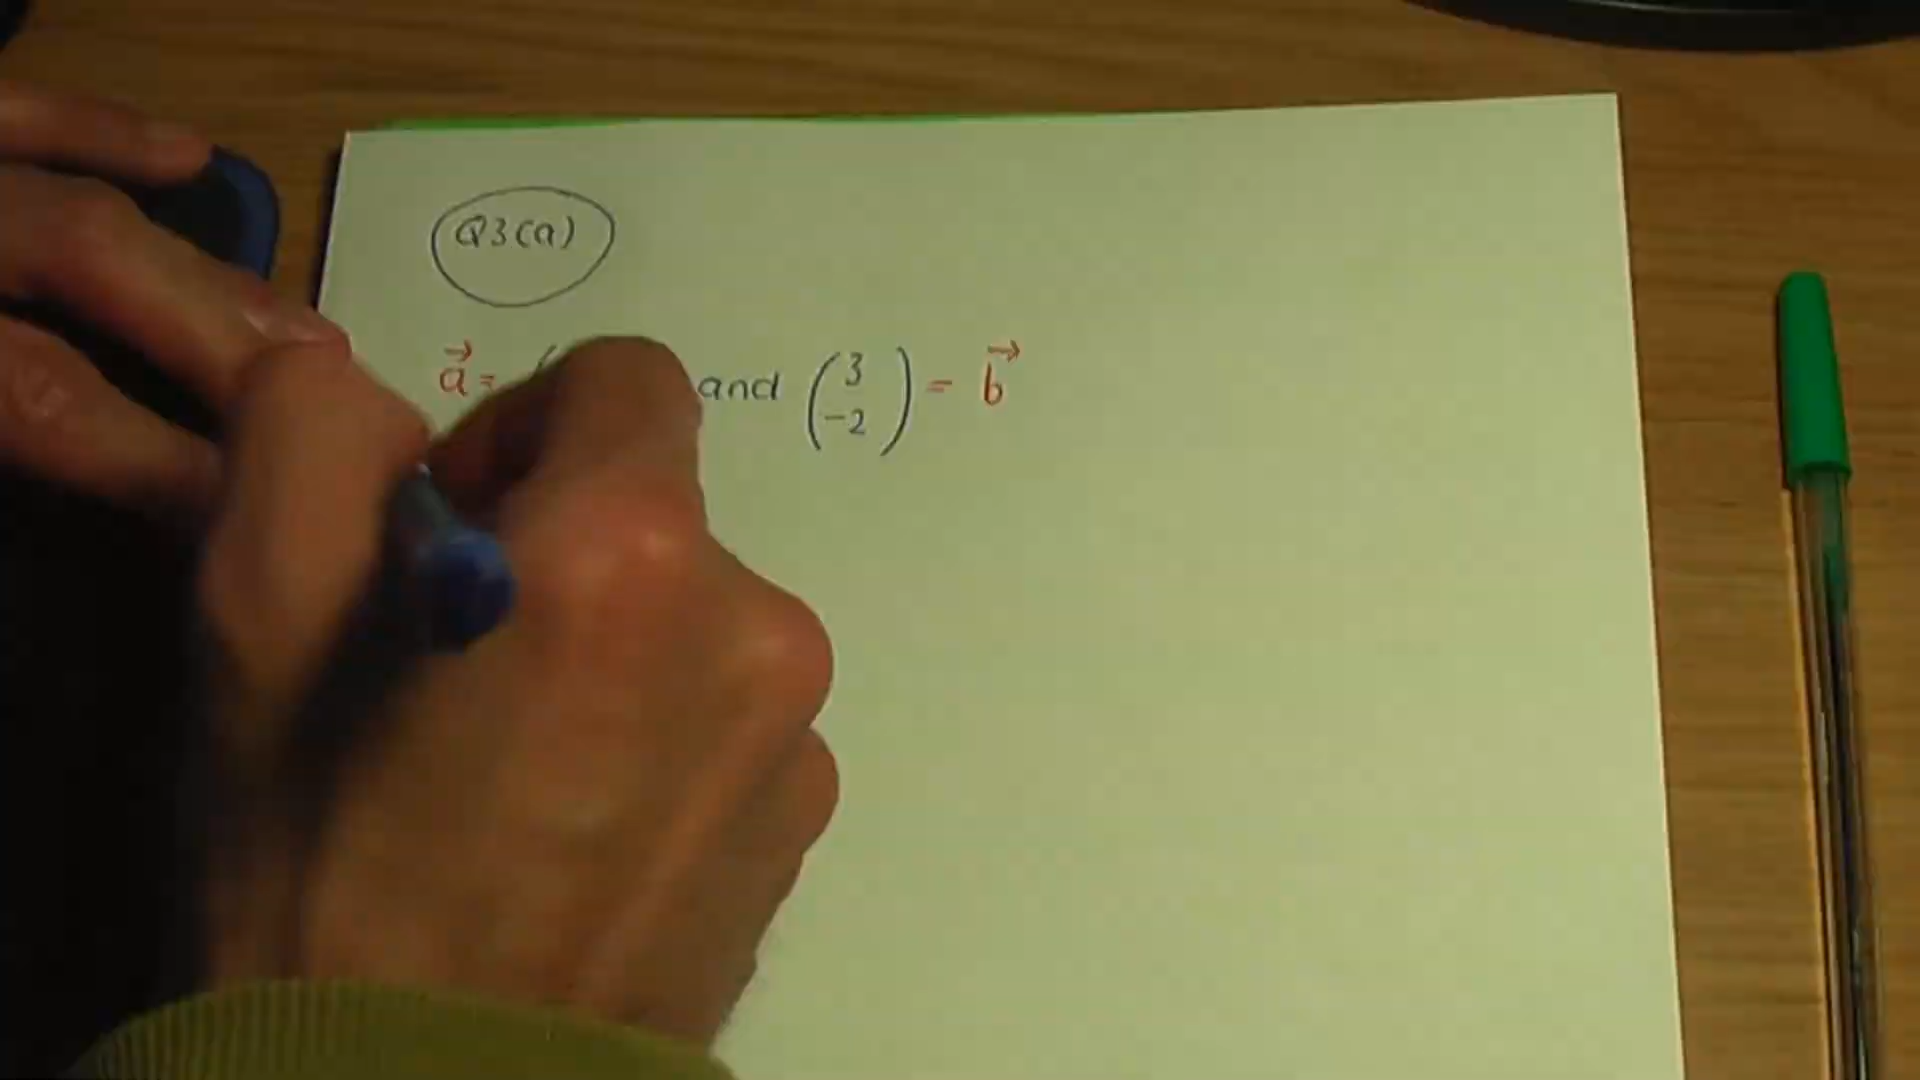 Q3(a)
a⃗ = ( and ( 3 -2 ) = b⃗